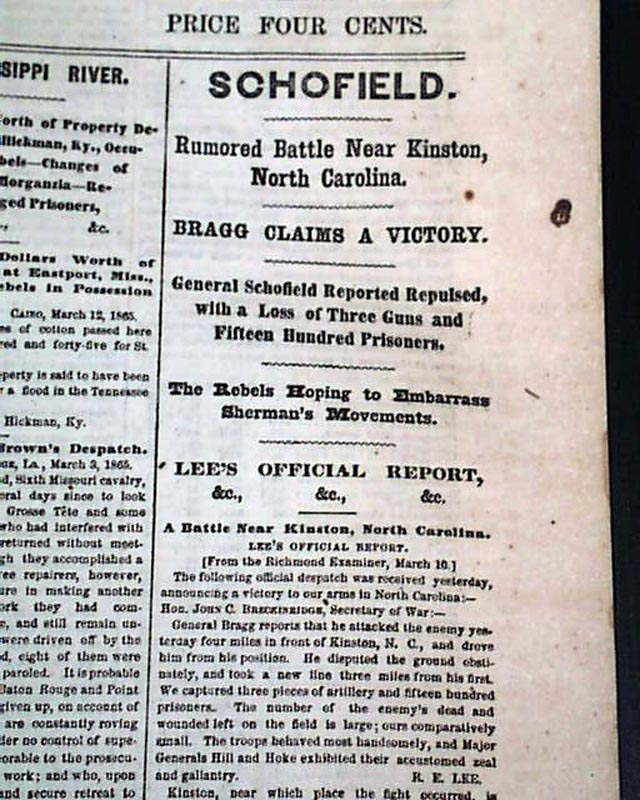 PRICE FOUR CENTS.
SSIPPI RIVER.
orth of Property De-
Hickman, Ky., Occu-
bels—Changes of
Morganzia—Re-
ged Prisoners,
&c.
Dollars Worth of
at Eastport, Miss.,
ebels in Possession
CAIRO, March 12, 1865.
es of cotton passed here
red and forty-five for St.
perty is said to have been
a flood in the Tennessee
Hickman, Ky.
Brown's Despatch.
La., March 3, 1865.
d, Sixth Missouri cavalry,
eral days since to look
Grosse Tête and some
who had interfered with
returned without meet-
gh they accomplished a
ree repairers, however,
ure in making another
ork they had com-
e, and still remain un-
were driven off by the
d, eight of them were
paroled. It is probable
Baton Rouge and Point
given up, on account of
are constantly roving
der no control of supe-
orable to the prosecu-
work; and who, upon
and secure retreat to
SCHOFIELD.
Rumored Battle Near Kinston,
North Carolina.
BRAGG CLAIMS A VICTORY.
General Schofield Reported Repulsed,
with a Loss of Three Guns and
Fifteen Hundred Prisoners.
The Rebels Hoping to Embarrass
Sherman's Movements.
LEE'S OFFICIAL REPORT,
&c., &c., &c.
A Battle Near Kinston, North Carolina.
LEE'S OFFICIAL REPORT.
[From the Richmond Examiner, March 10.]
The following official despatch was received yesterday,
announcing a victory to our arms in North Carolina:—
HON. JOHN C. BRECKINRIDGE, Secretary of War:—
General Bragg reports that he attacked the enemy yes-
terday four miles in front of Kinston, N. C., and drove
him from his position. He disputed the ground obsti-
nately, and took a new line three miles from his first.
We captured three pieces of artillery and fifteen hundred
prisoners. The number of the enemy's dead and
wounded left on the field is large; ours comparatively
small. The troops behaved most handsomely, and Major
Generals Hill and Hoke exhibited their accustomed zeal
and gallantry. R. E. LEE.
Kinston, near which place the fight occurred, is